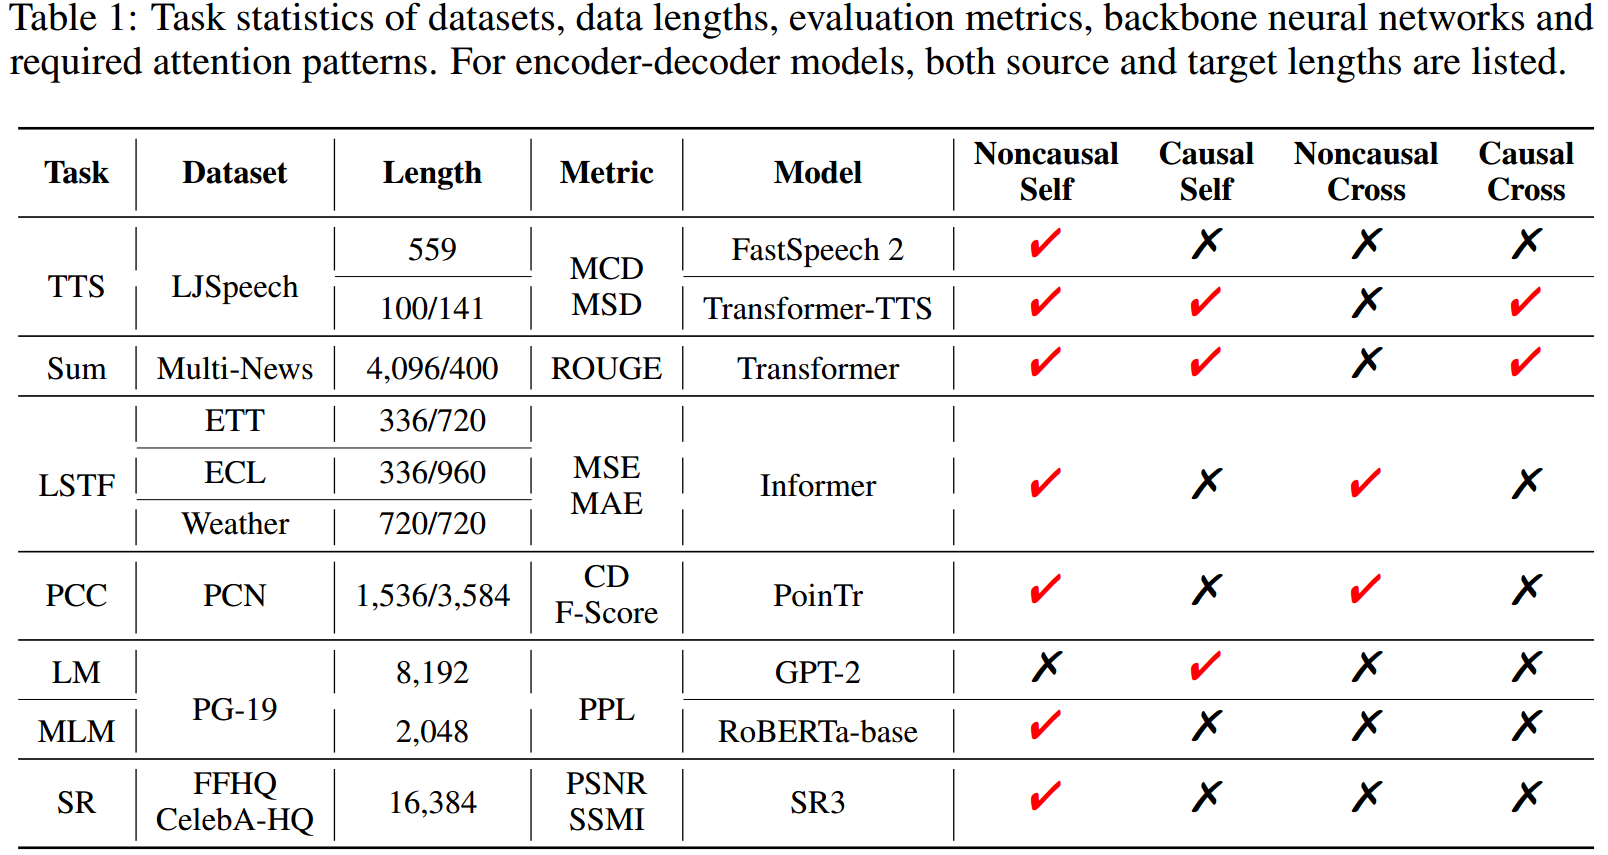 Table 1: Task statistics of datasets, data lengths, evaluation metrics, backbone neural networks and
required attention patterns. For encoder-decoder models, both source and target lengths are listed.
Task Dataset Length Metric Model Noncausal Self Causal Self Noncausal Cross Causal Cross
TTS LJSpeech 559 MCD MSD FastSpeech 2 ✓ ✗ ✗ ✗
100/141 Transformer-TTS ✓ ✓ ✗ ✓
Sum Multi-News 4,096/400 ROUGE Transformer ✓ ✓ ✗ ✓
LSTF ETT 336/720 MSE MAE Informer ✓ ✗ ✓ ✗
ECL 336/960
Weather 720/720
PCC PCN 1,536/3,584 CD F-Score PoinTr ✓ ✗ ✓ ✗
LM PG-19 8,192 PPL GPT-2 ✗ ✓ ✗ ✗
MLM 2,048 RoBERTa-base ✓ ✗ ✗ ✗
SR FFHQ CelebA-HQ 16,384 PSNR SSMI SR3 ✓ ✗ ✗ ✗